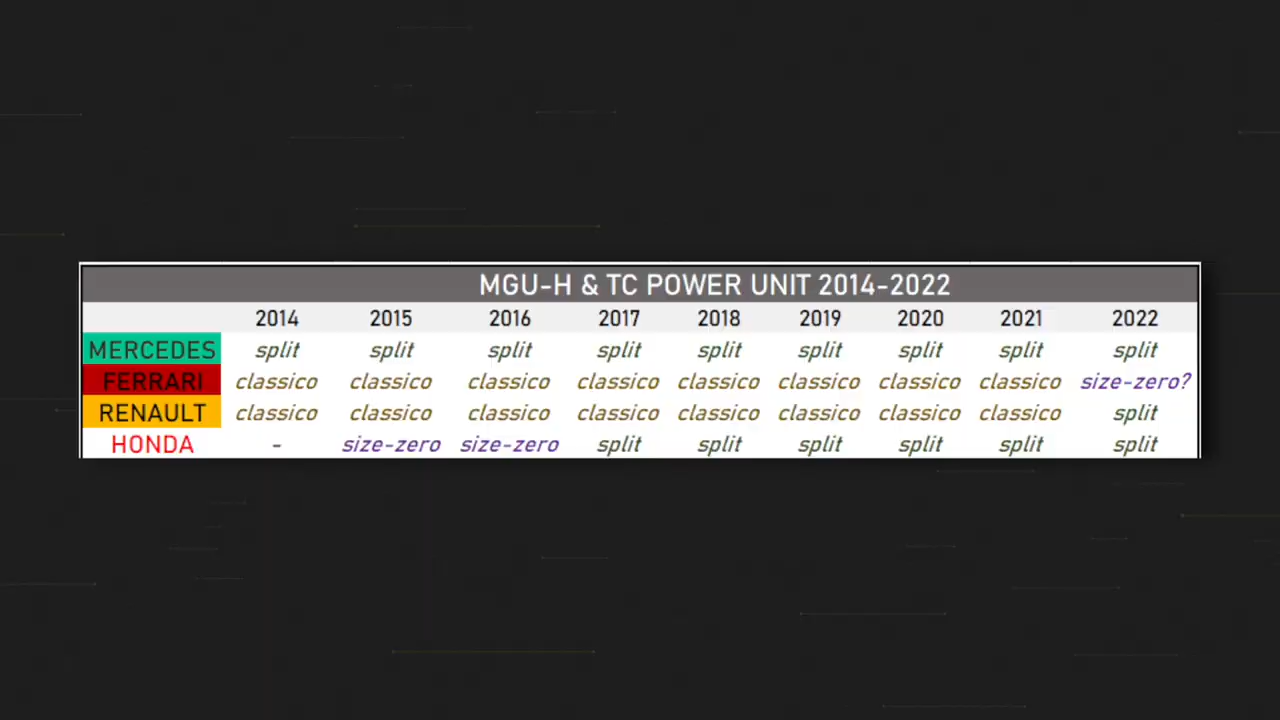 MGU-H & TC POWER UNIT 2014-2022
2014 2015 2016 2017 2018 2019 2020 2021 2022
MERCEDES split split split split split split split split split
FERRARI classico classico classico classico classico classico classico classico size-zero?
RENAULT classico classico classico classico classico classico classico classico split
HONDA - size-zero size-zero split split split split split split